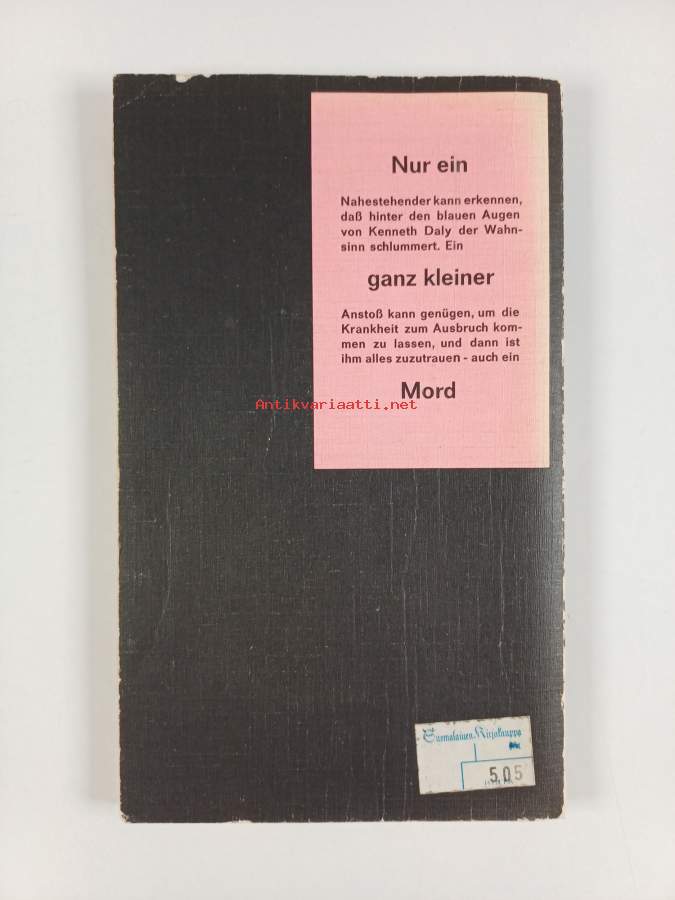 Nur ein
Nahestehender kann erkennen,
daß hinter den blauen Augen
von Kenneth Daly der Wahn-
sinn schlummert. Ein
ganz kleiner
Anstoß kann genügen, um die
Krankheit zum Ausbruch kom-
men zu lassen, und dann ist
ihm alles zuzutrauen - auch ein
Mord
Antikvariaatti.net
Suomalainen Kirjakauppa
505